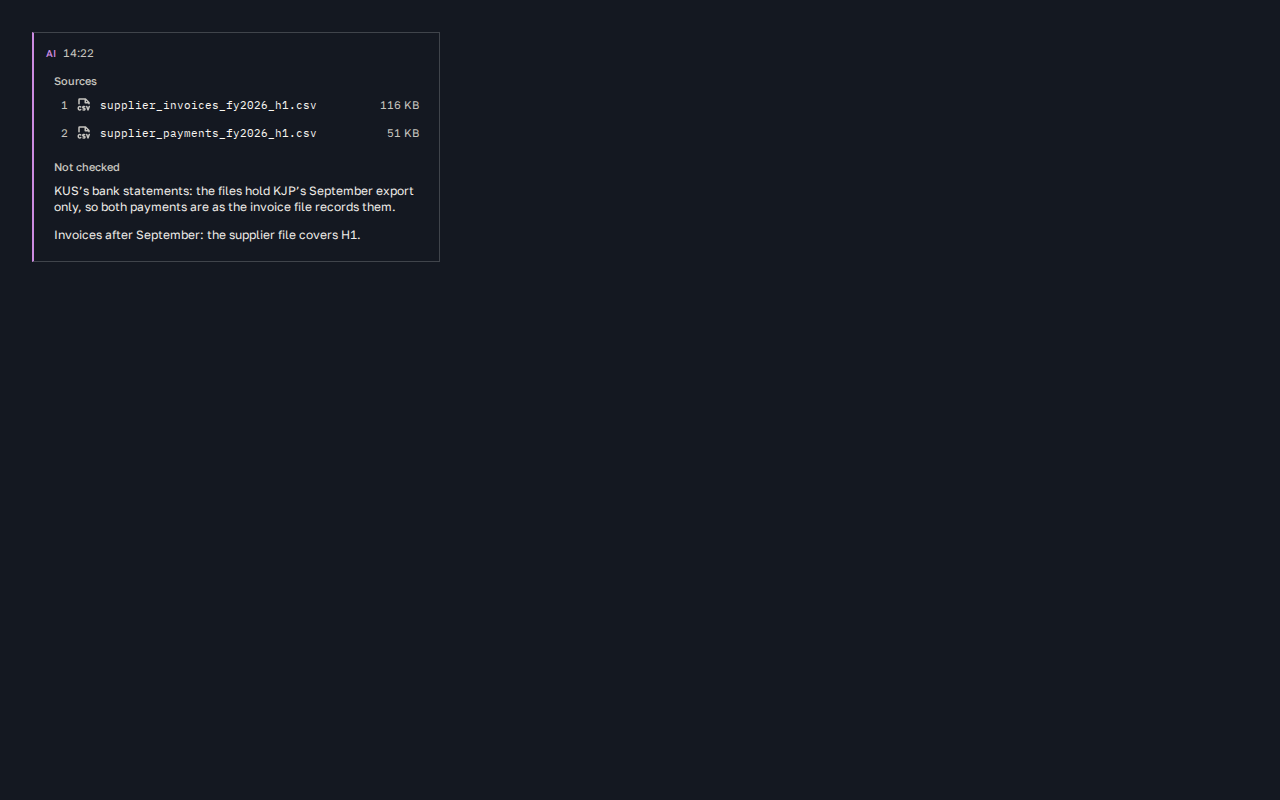 AI 14:22
Sources
1 CSV supplier_invoices_fy2026_h1.csv 116 KB
2 CSV supplier_payments_fy2026_h1.csv 51 KB
Not checked
KUS’s bank statements: the files hold KJP’s September export
only, so both payments are as the invoice file records them.
Invoices after September: the supplier file covers H1.